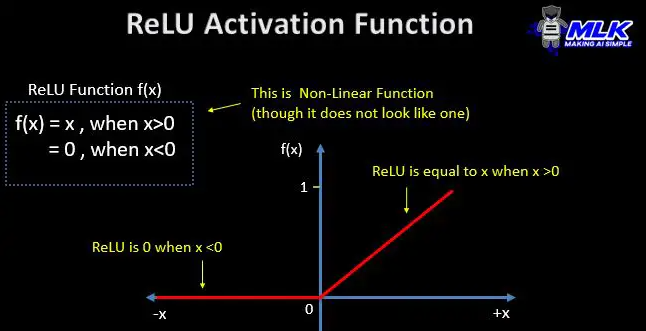 ReLU Activation Function
MLK
MAKING AI SIMPLE
ReLU Function f(x)
f(x) = x , when x>0
= 0 , when x<0
This is Non-Linear Function
(though it does not look like one)
f(x)
1
ReLU is equal to x when x >0
ReLU is 0 when x <0
-x
0
+x